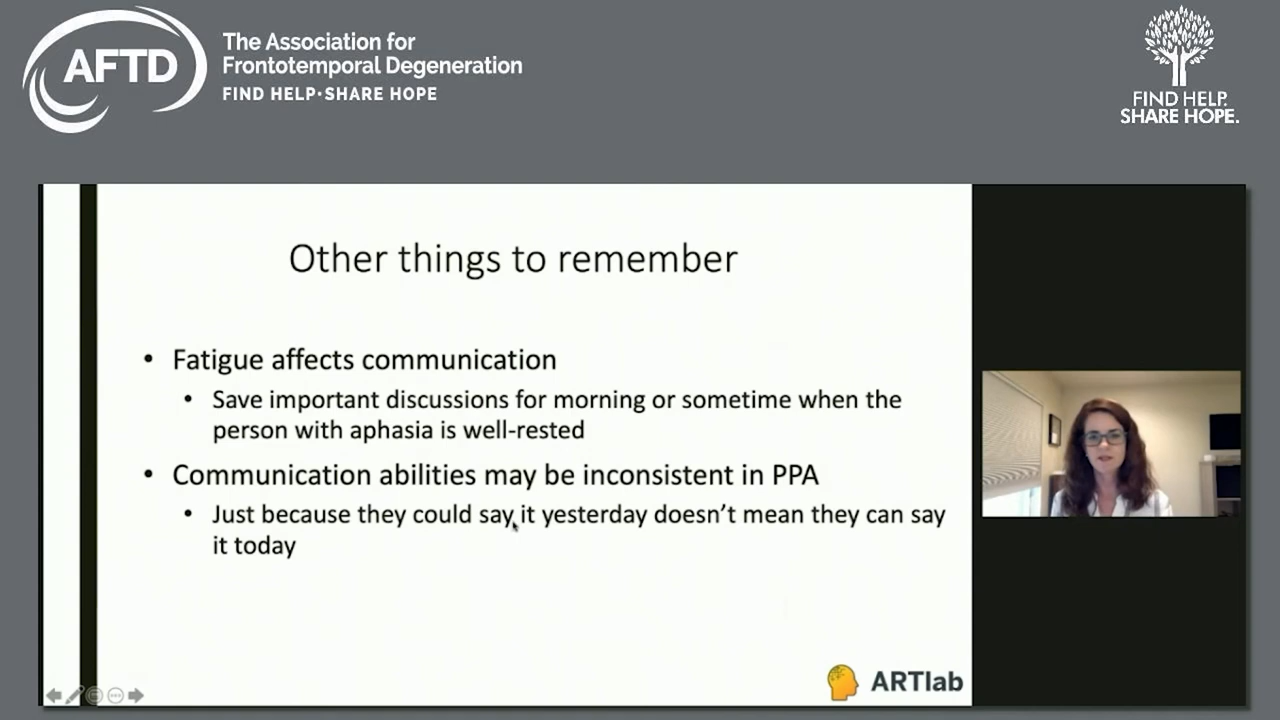 AFTD
The Association for
Frontotemporal Degeneration
FIND HELP•SHARE HOPE
FIND HELP.
SHARE HOPE.
Other things to remember
• Fatigue affects communication
• Save important discussions for morning or sometime when the
person with aphasia is well-rested
• Communication abilities may be inconsistent in PPA
• Just because they could say it yesterday doesn't mean they can say
it today
ARTlab